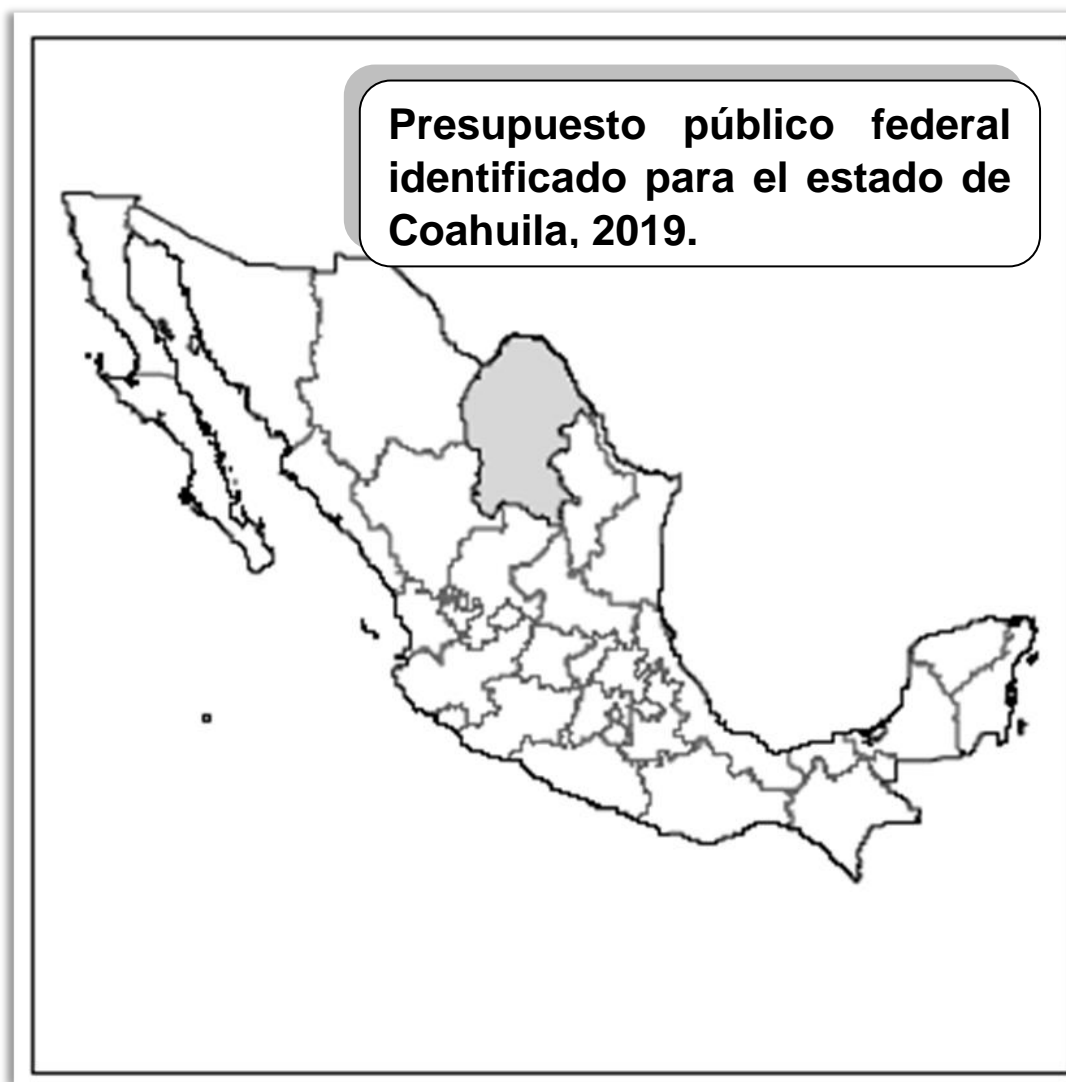 Presupuesto público federal
identificado para el estado de
Coahuila, 2019.